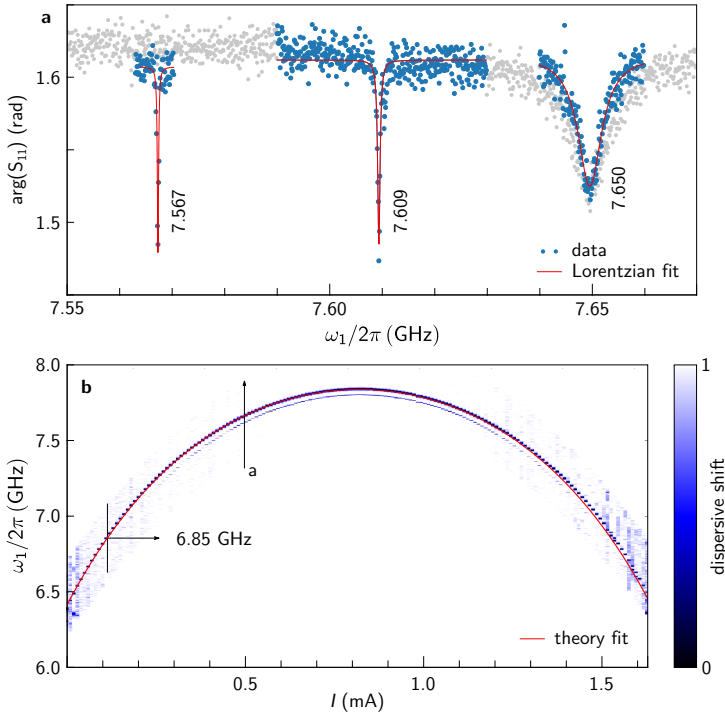 a
1.6
1.5
arg(S₁₁) (rad)
7.567
7.609
7.650
data
Lorentzian fit
7.55
7.60
7.65
ω₁/2π (GHz)
b
8.0
7.5
7.0
6.5
6.0
ω₁/2π (GHz)
a
6.85 GHz
theory fit
0.5
1.0
1.5
I (mA)
1
0
dispersive shift